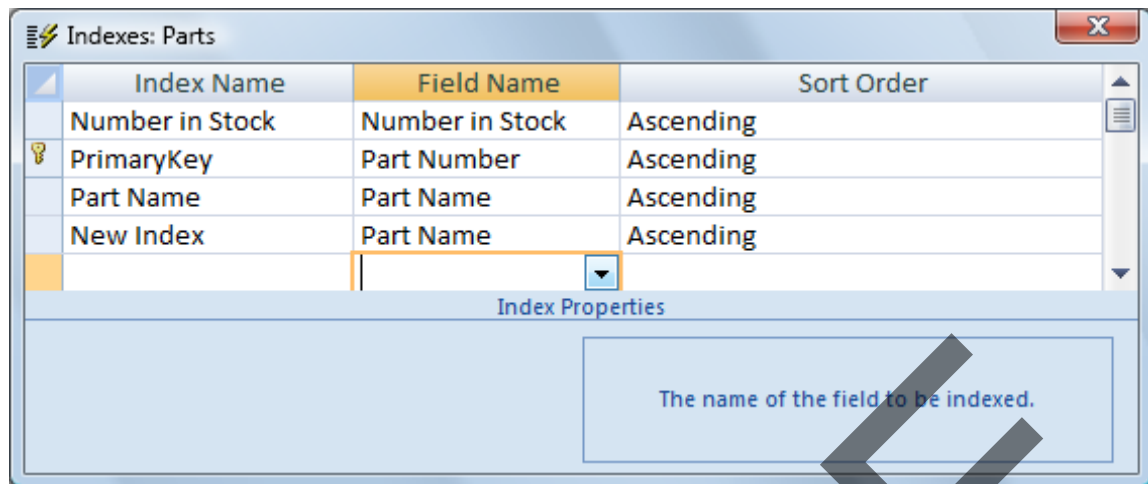 Indexes: Parts
Index Name Field Name Sort Order
Number in Stock Number in Stock Ascending
PrimaryKey Part Number Ascending
Part Name Part Name Ascending
New Index Part Name Ascending
Index Properties
The name of the field to be indexed.